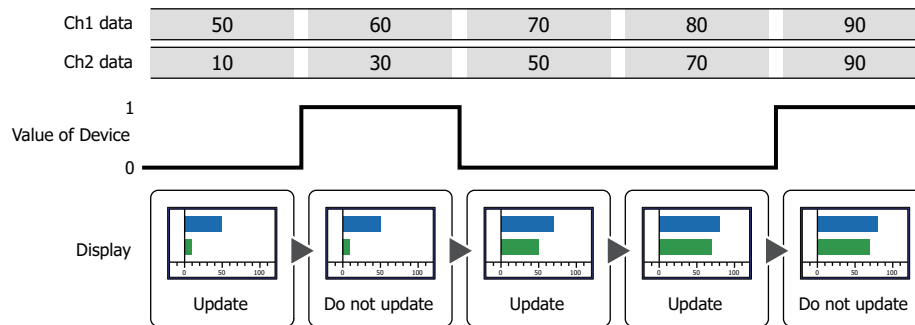 Ch1 data 50 60 70 80 90
Ch2 data 10 30 50 70 90
1
Value of Device
0
Display
0 50 100 0 50 100 0 50 100 0 50 100 0 50 100
Update Do not update Update Update Do not update